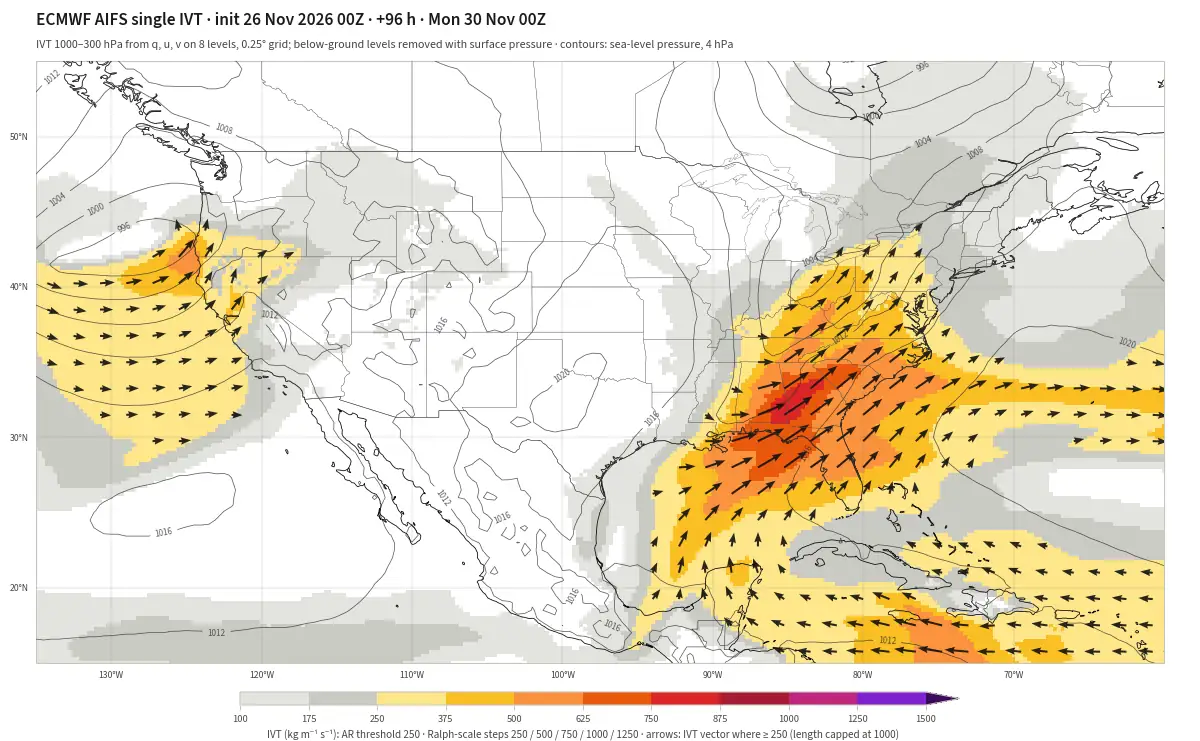 ECMWF AIFS single IVT · init 26 Nov 2026 00Z · +96 h · Mon 30 Nov 00Z
IVT 1000–300 hPa from q, u, v on 8 levels, 0.25° grid; below-ground levels removed with surface pressure · contours: sea-level pressure, 4 hPa
1012
996
1008
50°N
1004
1008
1004
1000
996
40°N
1012
1016
1012
1020
1020
1016
30°N
1012
1016
1016
20°N
1016
1016
1012
1012
130°W 120°W 110°W 100°W 90°W 80°W 70°W
100 175 250 375 500 625 750 875 1000 1250 1500
IVT (kg m⁻¹ s⁻¹): AR threshold 250 · Ralph-scale steps 250 / 500 / 750 / 1000 / 1250 · arrows: IVT vector where ≥ 250 (length capped at 1000)